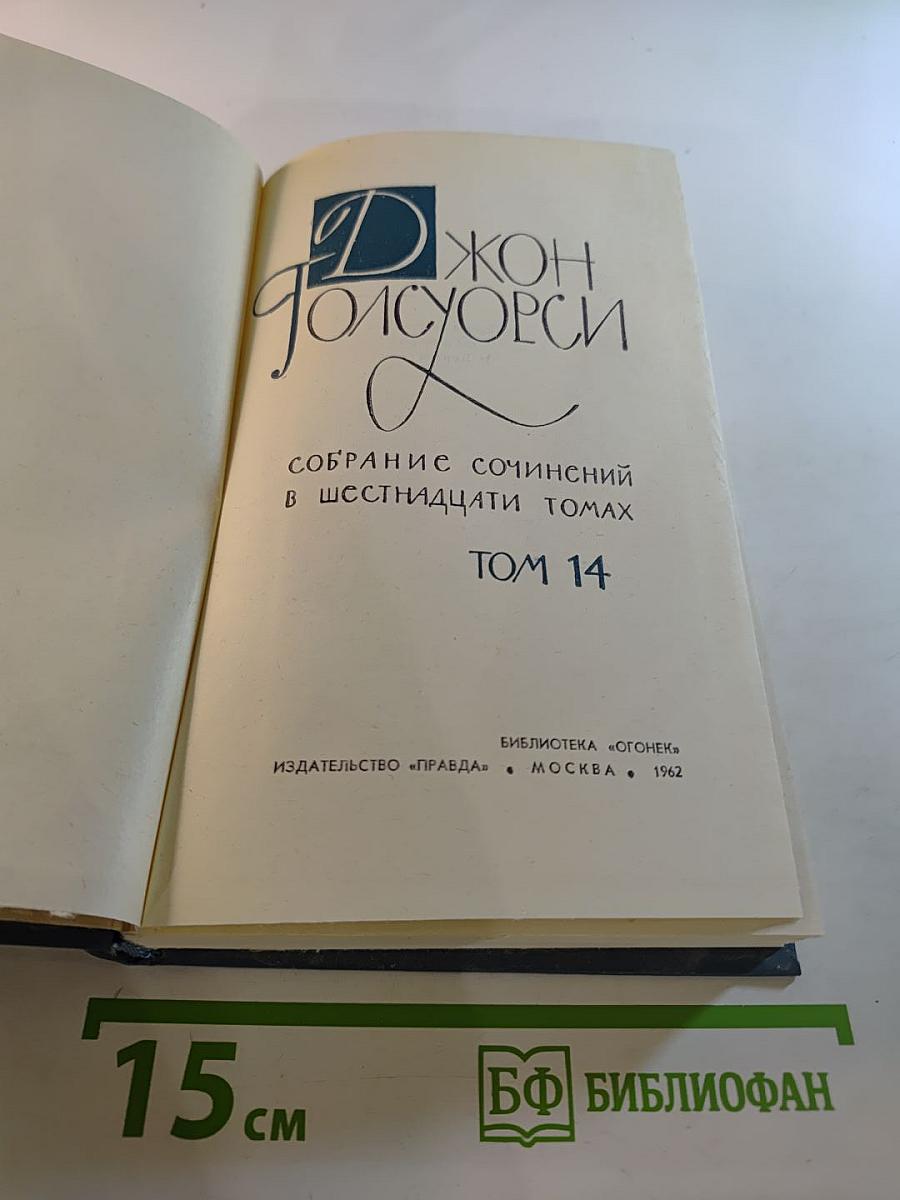 Джон
Голсуорси
СОБРАНИЕ СОЧИНЕНИЙ
В ШЕСТНАДЦАТИ ТОМАХ
ТОМ 14
БИБЛИОТЕКА «ОГОНЕК»
ИЗДАТЕЛЬСТВО «ПРАВДА» • МОСКВА • 1962
15 см
БФ БИБЛИОФАН